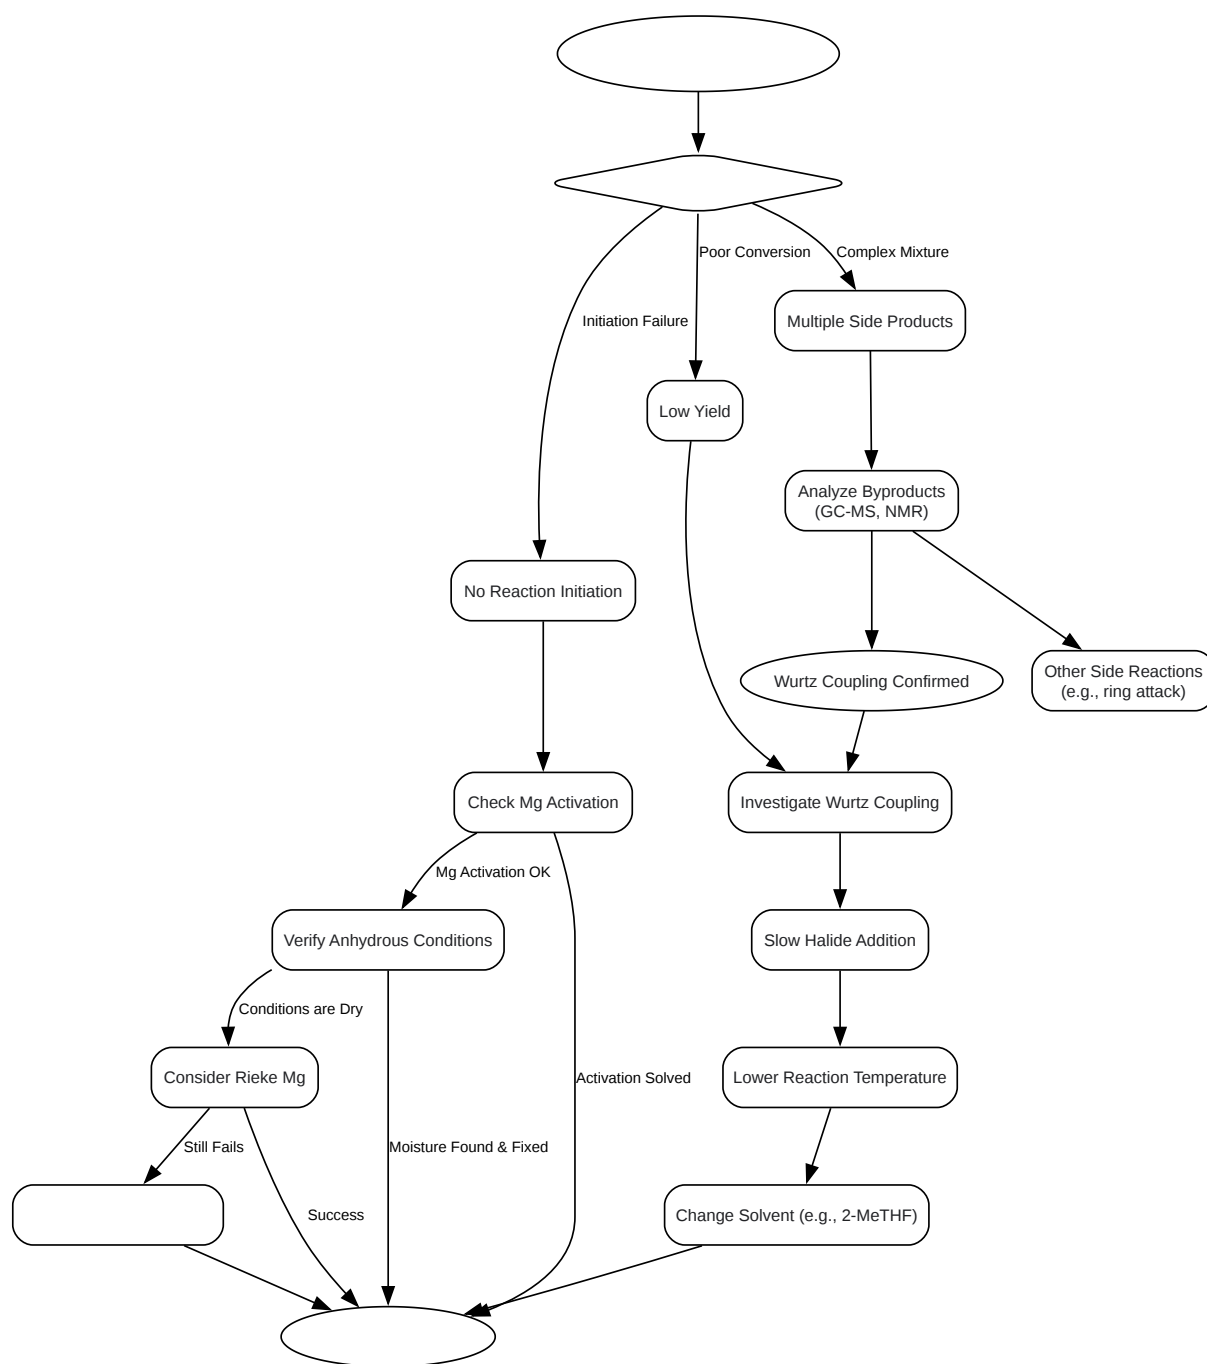 Poor Conversion
Complex Mixture
Initiation Failure
Multiple Side Products
Low Yield
Analyze Byproducts
(GC-MS, NMR)
No Reaction Initiation
Wurtz Coupling Confirmed
Other Side Reactions
(e.g., ring attack)
Check Mg Activation
Investigate Wurtz Coupling
Mg Activation OK
Verify Anhydrous Conditions
Slow Halide Addition
Conditions are Dry
Consider Rieke Mg
Activation Solved
Lower Reaction Temperature
Still Fails
Moisture Found & Fixed
Success
Change Solvent (e.g., 2-MeTHF)